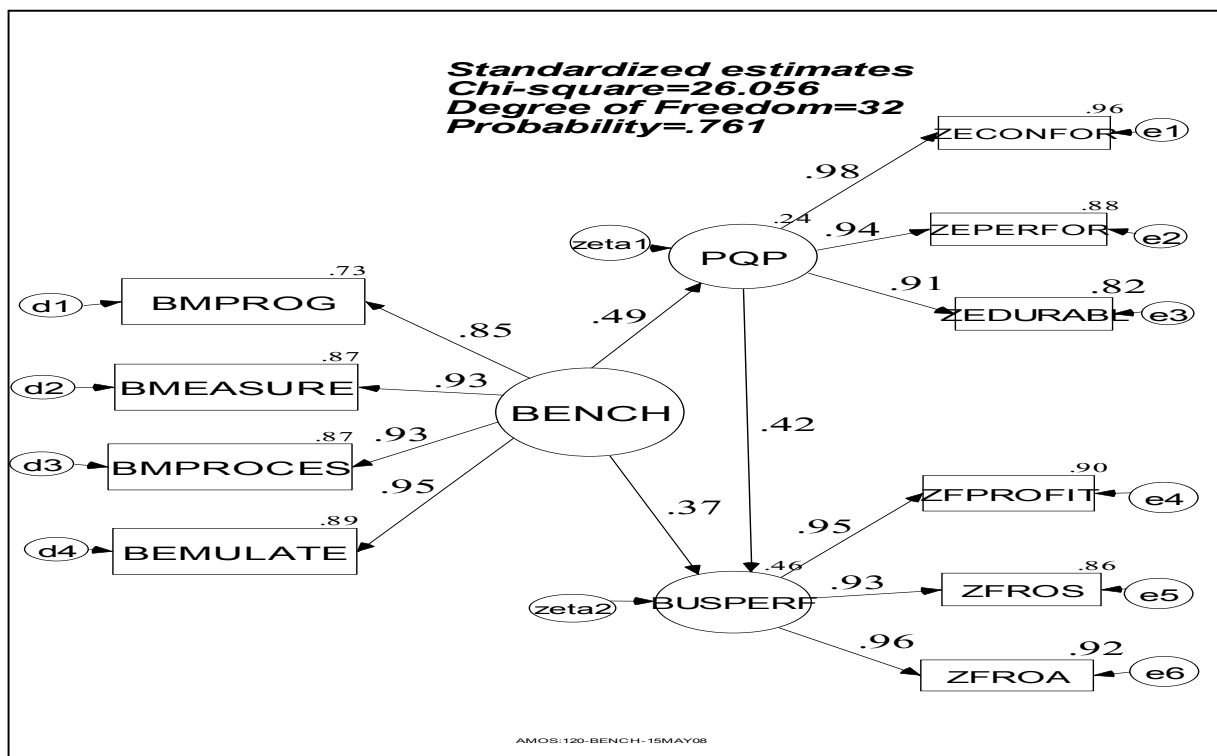 Standardized estimates
Chi-square=26.056
Degree of Freedom=32
Probability=.761
.96
ZECONFOR
e1
.98
.88
ZEPERFOR
e2
.94
.24
PQP
zeta1
.91
.82
ZEDURABL
e3
.73
BMPROG
d1
.85
.49
.87
BMEASURE
d2
.93
BENCH
.42
.87
BMPROCES
d3
.93
.95
.37
.89
BEMULATE
d4
.90
ZFPROFIT
e4
.95
.46
BUSPERF
zeta2
.93
.86
ZFROS
e5
.96
.92
ZFROA
e6
AMOS:120-BENCH-15MAY08